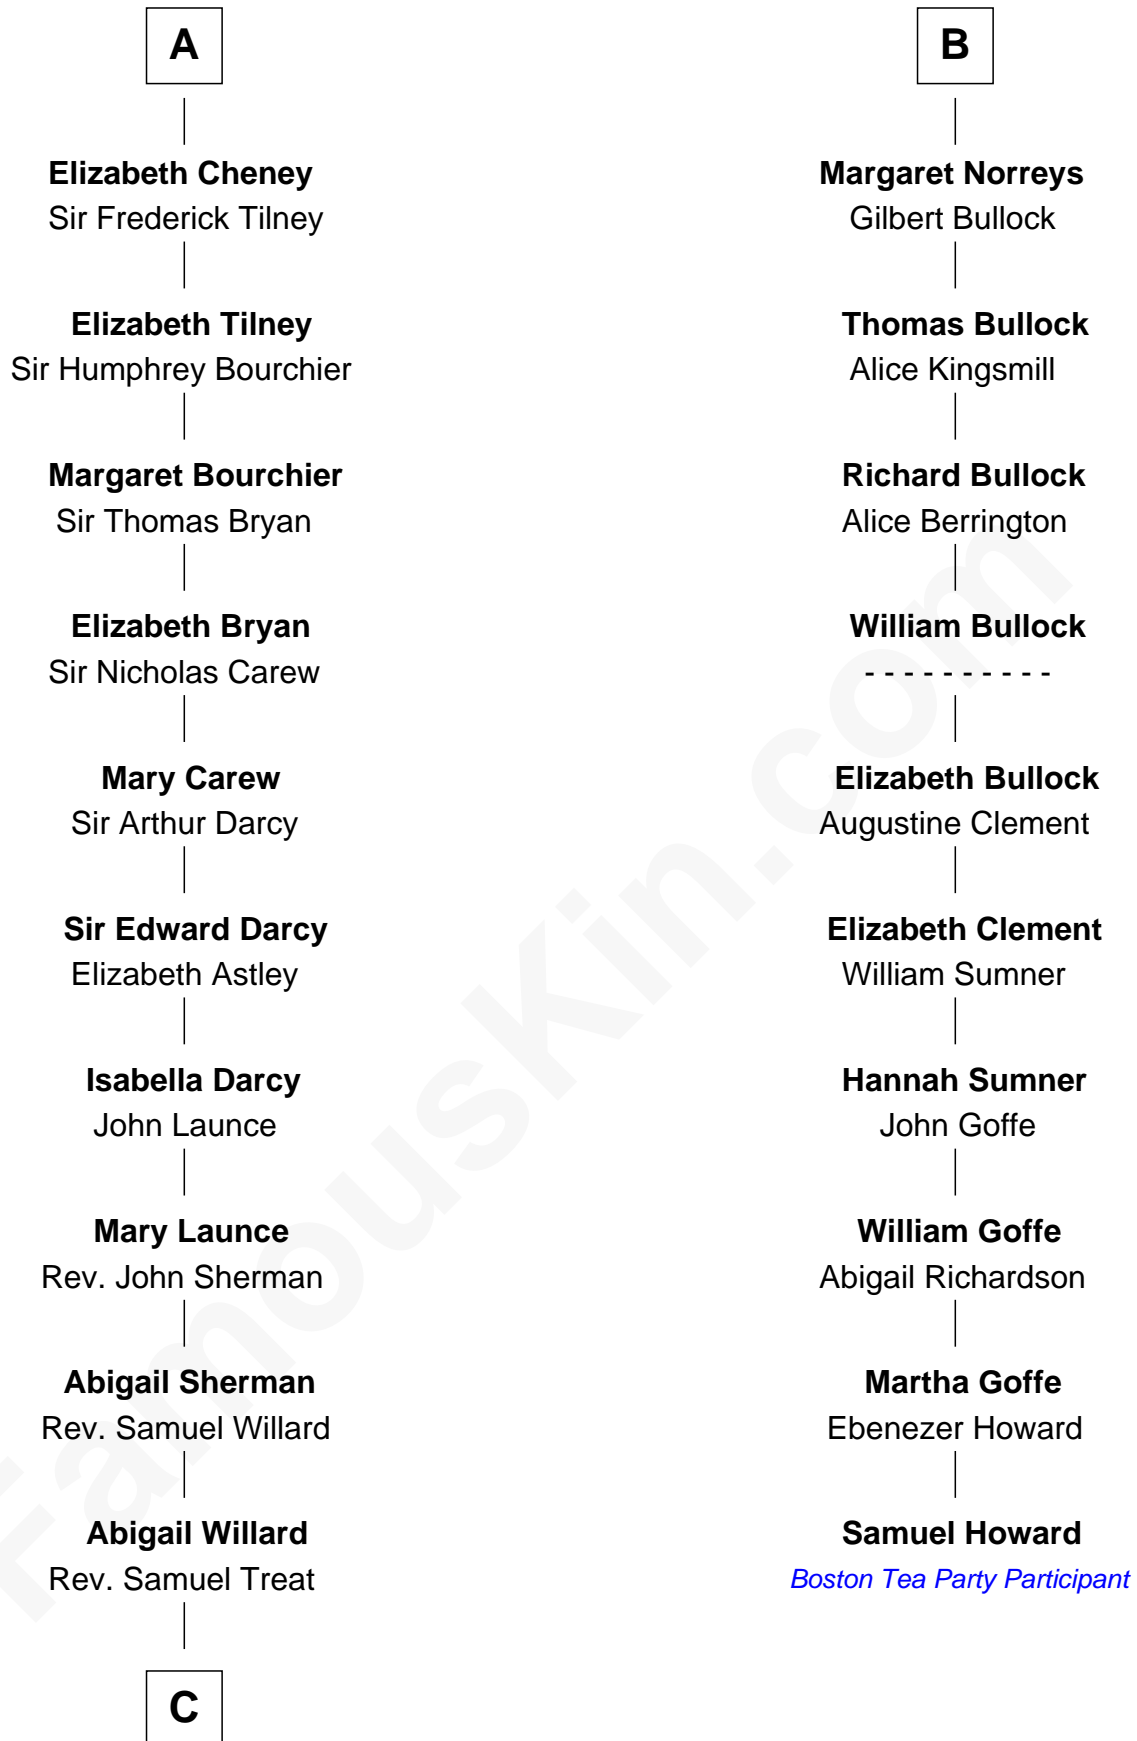 A
Elizabeth Cheney
Sir Frederick Tilney
Elizabeth Tilney
Sir Humphrey Bourchier
Margaret Bourchier
Sir Thomas Bryan
Elizabeth Bryan
Sir Nicholas Carew
Mary Carew
Sir Arthur Darcy
Sir Edward Darcy
Elizabeth Astley
Isabella Darcy
John Launce
Mary Launce
Rev. John Sherman
Abigail Sherman
Rev. Samuel Willard
Abigail Willard
Rev. Samuel Treat
C
B
Margaret Norreys
Gilbert Bullock
Thomas Bullock
Alice Kingsmill
Richard Bullock
Alice Berrington
William Bullock
- - - - - - - - - -
Elizabeth Bullock
Augustine Clement
Elizabeth Clement
William Sumner
Hannah Sumner
John Goffe
William Goffe
Abigail Richardson
Martha Goffe
Ebenezer Howard
Samuel Howard
Boston Tea Party Participant
FamousKin.com